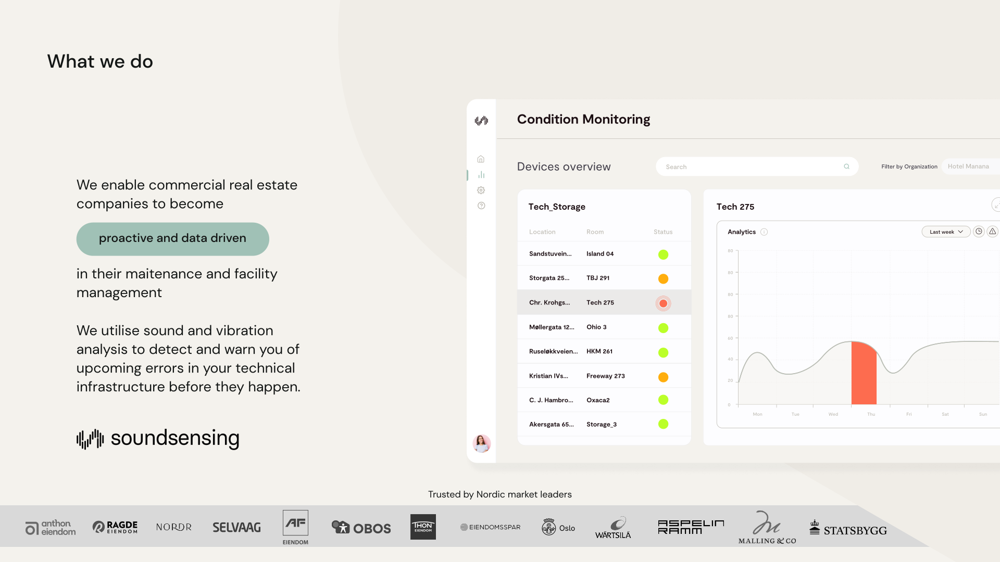 What we do
We enable commercial real estate
companies to become
proactive and data driven
in their maitenance and facility
management
We utilise sound and vibration
analysis to detect and warn you of
upcoming errors in your technical
infrastructure before they happen.
soundsensing
Condition Monitoring
Devices overview
Search
Filter by Organization
Hotel Manana
Tech_Storage
Location Room Status
Sandstuvein... Island 04
Storgata 25... TBJ 291
Chr. Krohgs... Tech 275
Møllergata 12... Ohio 3
Ruseløkkveien... HKM 261
Kristian IVs... Freeway 273
C. J. Hambro... Oxaca2
Akersgata 65... Storage_3
Tech 275
Analytics
Last week
80
80
80
80
60
40
20
0
Mon Tue Wed Thu Fri Sat Sun
Trusted by Nordic market leaders
anthon
eiendom
RAGDE
EIENDOM
NORDR
SELVAAG
AF
EIENDOM
OBOS
THON
EIENDOM
EIENDOMSSPAR
Oslo
WÄRTSILÄ
ASPELIN
RAMM
MALLING & CO
STATSBYGG